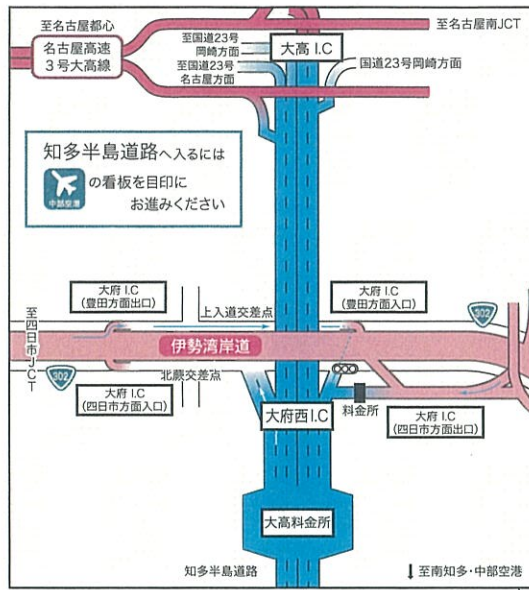 至名古屋都心
名古屋高速
3号大高線
至国道23号
岡崎方面
至国道23号
名古屋方面
大高 I.C
至名古屋南JCT
国道23号岡崎方面
知多半島道路へ入るには
中部空港
の看板を目印に
お進みください
大府 I.C
(豊田方面出口)
上入道交差点
大府 I.C
(豊田方面入口)
302
至四日市JCT
伊勢湾岸道
302
北蕨交差点
大府 I.C
(四日市方面入口)
大府西I.C
料金所
大府 I.C
(四日市方面出口)
大高料金所
知多半島道路
至南知多・中部空港